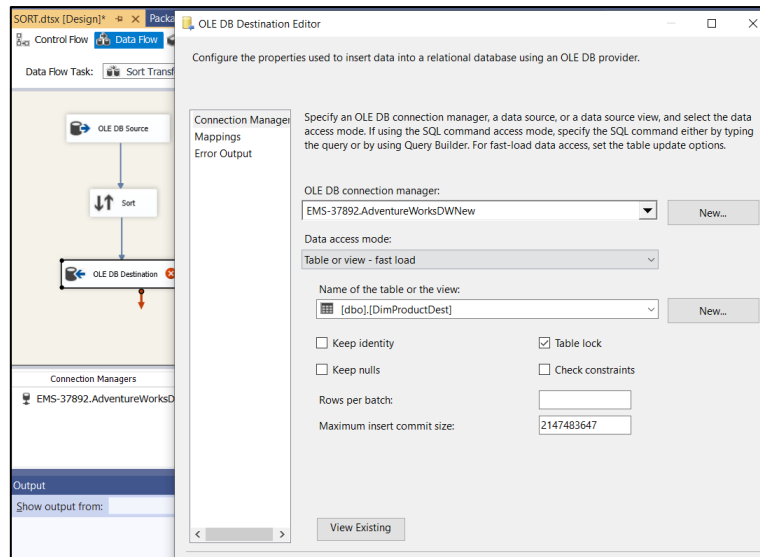 SORT.dtsx [Design]*
Packa
Control Flow
Data Flow
Data Flow Task:
Sort Transf
OLE DB Source
Sort
OLE DB Destination
Connection Managers
EMS-37892.AdventureWorksD
Output
Show output from:
OLE DB Destination Editor
Configure the properties used to insert data into a relational database using an OLE DB provider.
Connection Manager
Mappings
Error Output
Specify an OLE DB connection manager, a data source, or a data source view, and select the data
access mode. If using the SQL command access mode, specify the SQL command either by typing
the query or by using Query Builder. For fast-load data access, set the table update options.
OLE DB connection manager:
EMS-37892.AdventureWorksDWNew
New...
Data access mode:
Table or view - fast load
Name of the table or the view:
[dbo].[DimProductDest]
New...
Keep identity
Table lock
Keep nulls
Check constraints
Rows per batch:
Maximum insert commit size:
2147483647
View Existing